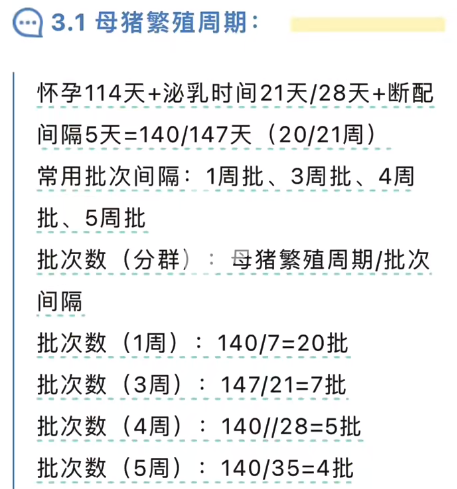 3.1 母猪繁殖周期：
怀孕114天+泌乳时间21天/28天+断配
间隔5天=140/147天（20/21周）
常用批次间隔：1周批、3周批、4周
批、5周批
批次数（分群）：母猪繁殖周期/批次
间隔
批次数（1周）：140/7=20批
批次数（3周）：147/21=7批
批次数（4周）：140//28=5批
批次数（5周）：140/35=4批